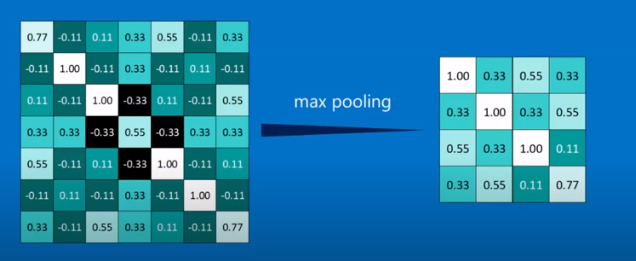 0.77 -0.11 0.11 0.33 0.55 -0.11 0.33
-0.11 1.00 -0.11 0.33 -0.11 0.11 -0.11
0.11 -0.11 1.00 -0.33 0.11 -0.11 0.55
0.33 0.33 -0.33 0.55 -0.33 0.33 0.33
0.55 -0.11 0.11 -0.33 1.00 -0.11 0.11
-0.11 0.11 -0.11 0.33 -0.11 1.00 -0.11
0.33 -0.11 0.55 0.33 0.11 -0.11 0.77
max pooling
1.00 0.33 0.55 0.33
0.33 1.00 0.33 0.55
0.55 0.33 1.00 0.11
0.33 0.55 0.11 0.77